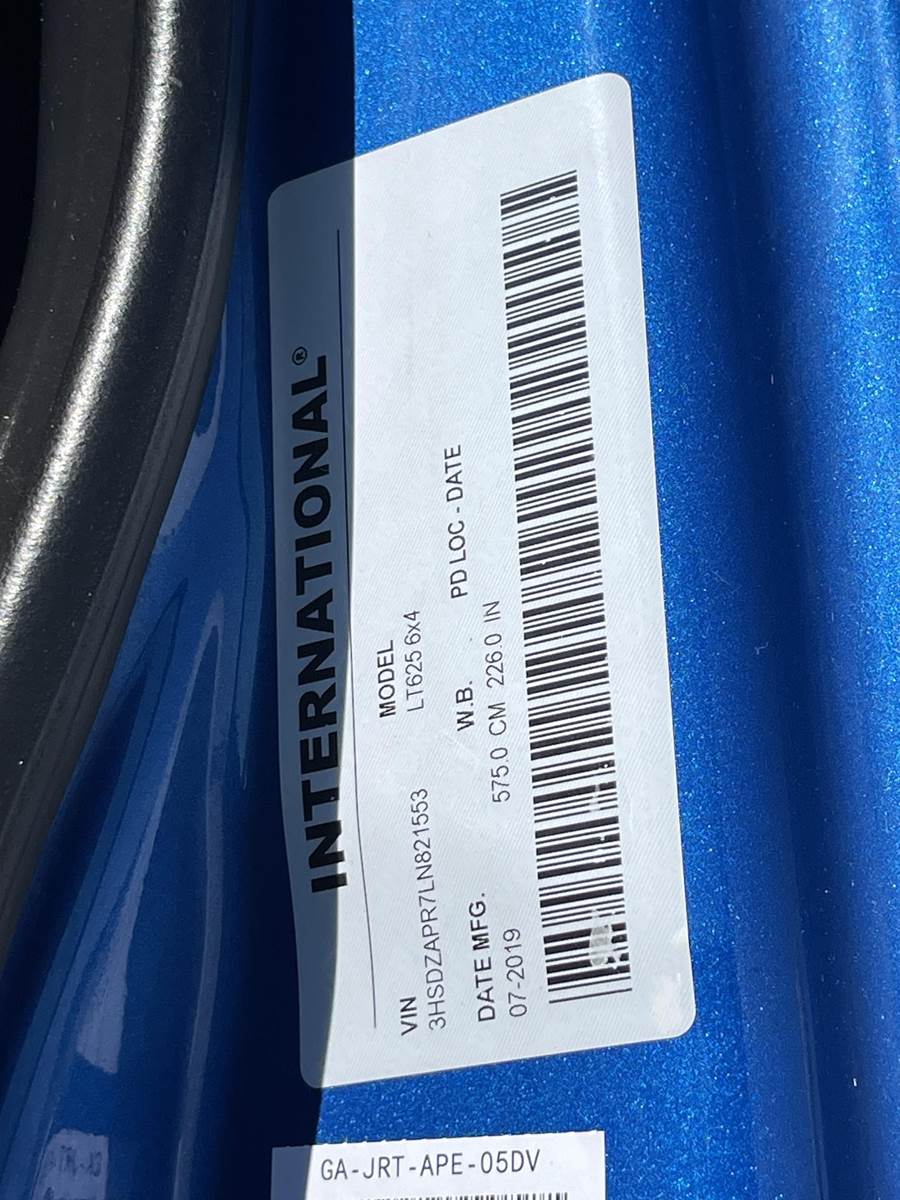 INTERNATIONAL®
VIN MODEL
3HSDZAPR7LN821553 LT625 6x4
DATE MFG. W.B. PD LOC - DATE
07-2019 575.0 CM 226.0 IN
GA-JRT-APE-05DV